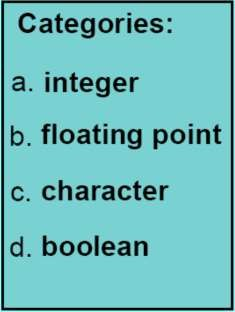 Categories:
a. integer
b. floating point
c. character
d. boolean